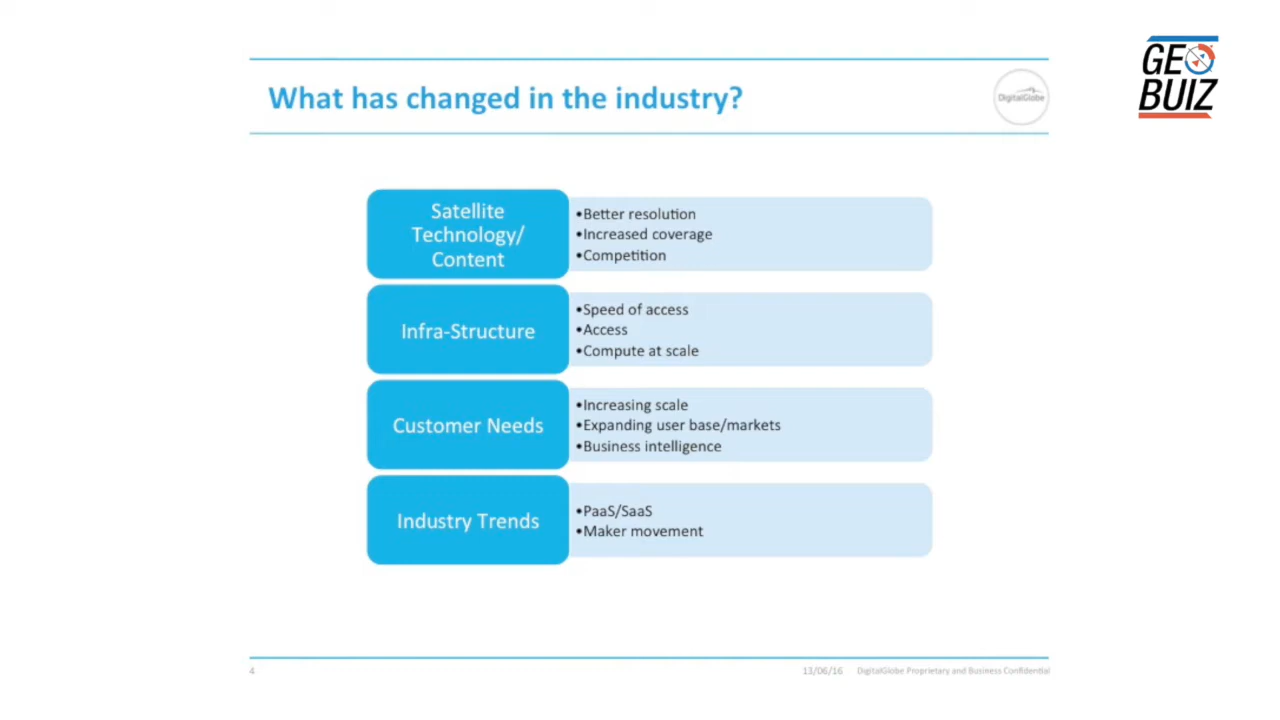 GEO
BUIZ
What has changed in the industry?
DigitalGlobe
Satellite
Technology/
Content
•Better resolution
•Increased coverage
•Competition
Infra-Structure
•Speed of access
•Access
•Compute at scale
Customer Needs
•Increasing scale
•Expanding user base/markets
•Business intelligence
Industry Trends
•PaaS/SaaS
•Maker movement
4
13/06/16 DigitalGlobe Proprietary and Business Confidential